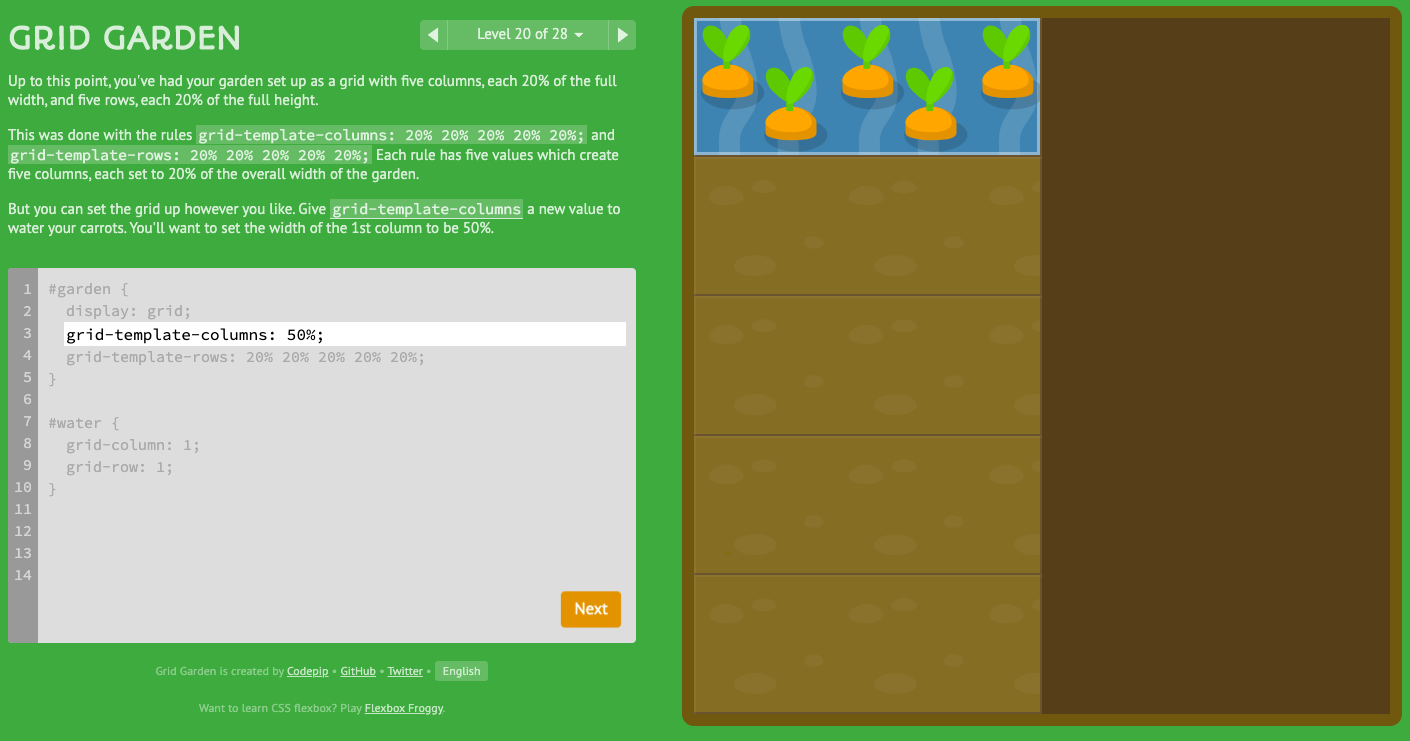 GRID GARDEN
Level 20 of 28
Up to this point, you've had your garden set up as a grid with five columns, each 20% of the full
width, and five rows, each 20% of the full height.
This was done with the rules grid-template-columns: 20% 20% 20% 20% 20%; and
grid-template-rows: 20% 20% 20% 20% 20%; Each rule has five values which create
five columns, each set to 20% of the overall width of the garden.
But you can set the grid up however you like. Give grid-template-columns a new value to
water your carrots. You'll want to set the width of the 1st column to be 50%.
1 #garden {
2 display: grid;
3 grid-template-columns: 50%;
4 grid-template-rows: 20% 20% 20% 20% 20%;
5 }
6
7 #water {
8 grid-column: 1;
9 grid-row: 1;
10 }
11
12
13
14
Next
Grid Garden is created by Codepip • GitHub • Twitter • English
Want to learn CSS flexbox? Play Flexbox Froggy.